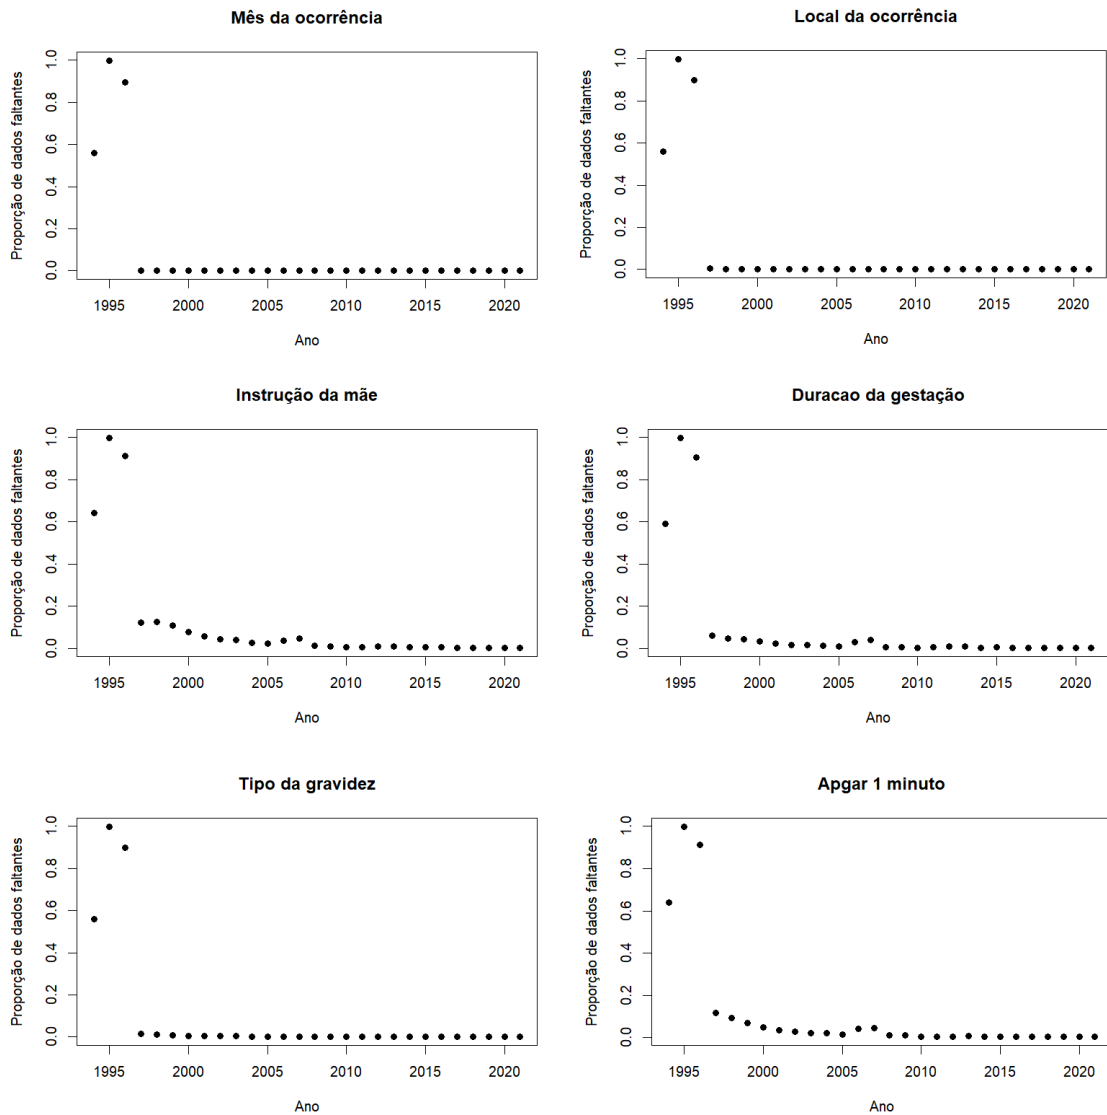 Mês da ocorrência
Proporção de dados faltantes
0.0 0.2 0.4 0.6 0.8 1.0
1995 2000 2005 2010 2015 2020
Ano
Local da ocorrência
Proporção de dados faltantes
0.0 0.2 0.4 0.6 0.8 1.0
1995 2000 2005 2010 2015 2020
Ano
Instrução da mãe
Proporção de dados faltantes
0.0 0.2 0.4 0.6 0.8 1.0
1995 2000 2005 2010 2015 2020
Ano
Duracao da gestação
Proporção de dados faltantes
0.0 0.2 0.4 0.6 0.8 1.0
1995 2000 2005 2010 2015 2020
Ano
Tipo da gravidez
Proporção de dados faltantes
0.0 0.2 0.4 0.6 0.8 1.0
1995 2000 2005 2010 2015 2020
Ano
Apgar 1 minuto
Proporção de dados faltantes
0.0 0.2 0.4 0.6 0.8 1.0
1995 2000 2005 2010 2015 2020
Ano